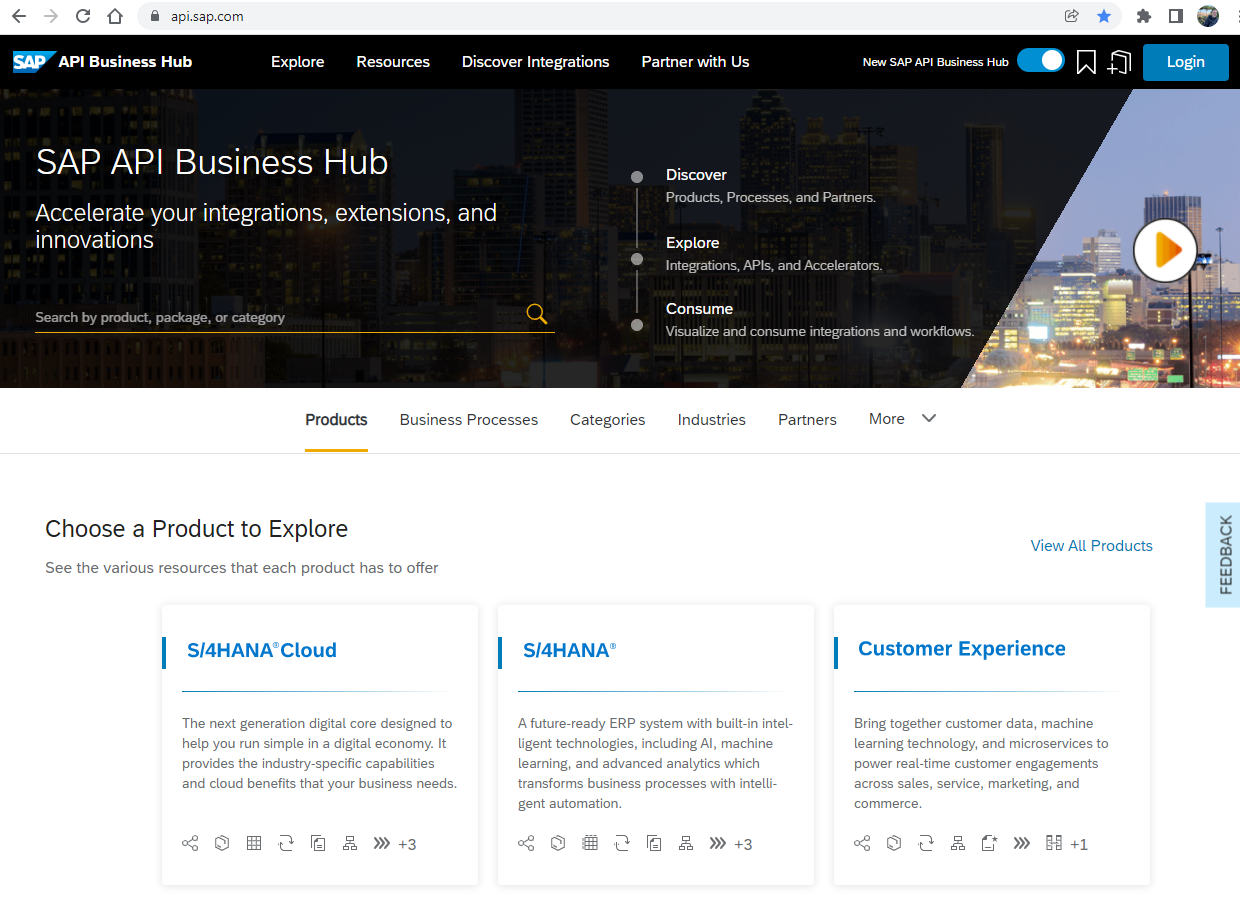 api.sap.com
SAP API Business Hub
Explore
Resources
Discover Integrations
Partner with Us
New SAP API Business Hub
Login
SAP API Business Hub
Accelerate your integrations, extensions, and
innovations
Search by product, package, or category
Discover
Products, Processes, and Partners.
Explore
Integrations, APIs, and Accelerators.
Consume
Visualize and consume integrations and workflows.
Products
Business Processes
Categories
Industries
Partners
More
Choose a Product to Explore
See the various resources that each product has to offer
View All Products
FEEDBACK
S/4HANA® Cloud
The next generation digital core designed to
help you run simple in a digital economy. It
provides the industry-specific capabilities
and cloud benefits that your business needs.
+3
S/4HANA®
A future-ready ERP system with built-in intel-
ligent technologies, including AI, machine
learning, and advanced analytics which
transforms business processes with intelli-
gent automation.
+3
Customer Experience
Bring together customer data, machine
learning technology, and microservices to
power real-time customer engagements
across sales, service, marketing, and
commerce.
+1